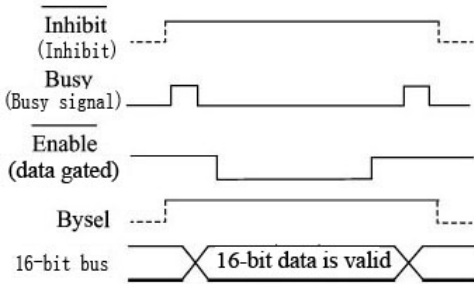 Inhibit
(Inhibit)
Busy
(Busy signal)
Enable
(data gated)
Bysel
16-bit bus
16-bit data is valid